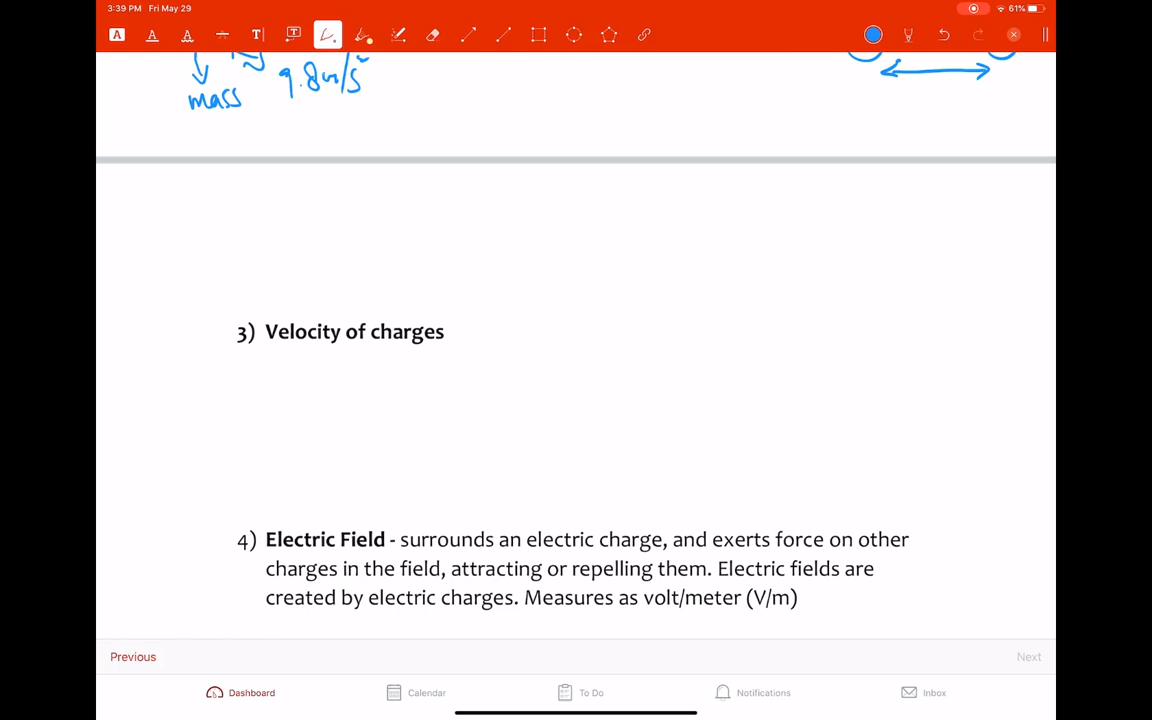 3:39 PM Fri May 29
61%
A A A T T
9.8m/s²
mass
3) Velocity of charges
4) Electric Field - surrounds an electric charge, and exerts force on other
charges in the field, attracting or repelling them. Electric fields are
created by electric charges. Measures as volt/meter (V/m)
Previous
Next
Dashboard
Calendar
To Do
Notifications
Inbox